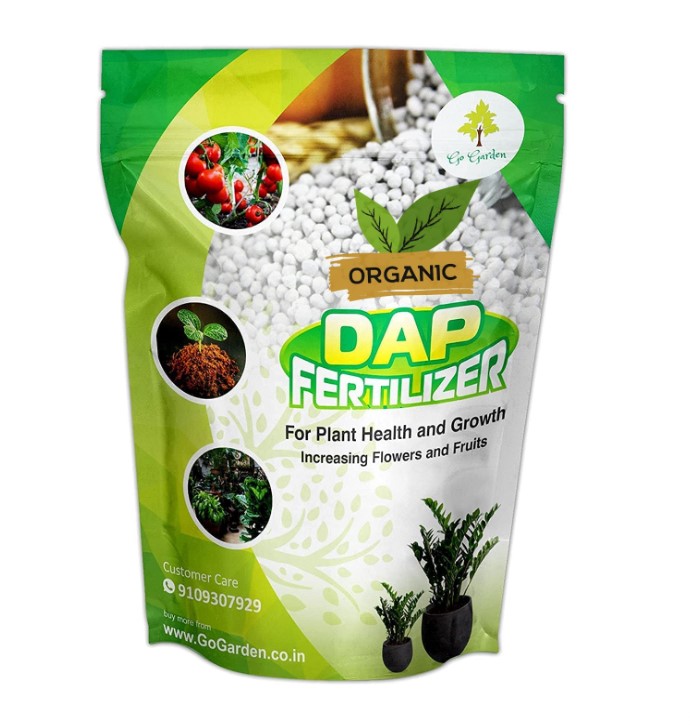 Go Garden
ORGANIC
DAP
FERTILIZER
For Plant Health and Growth
Increasing Flowers and Fruits
Customer Care
9109307929
buy more from
www.GoGarden.co.in